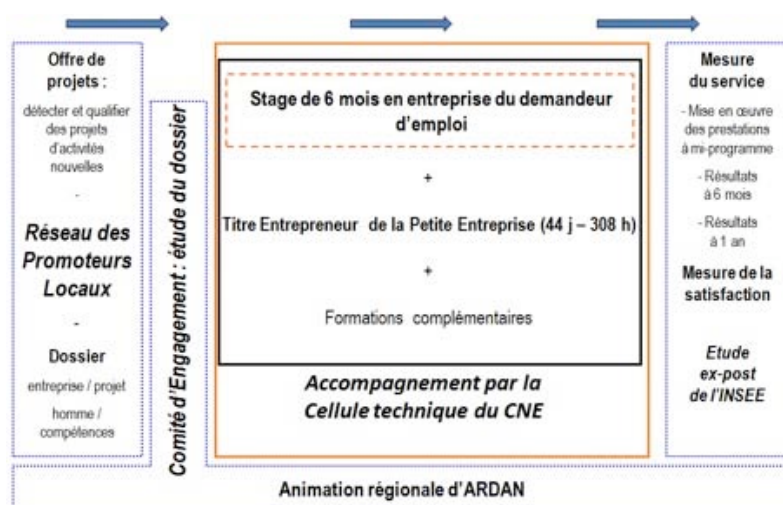 Offre de
projets :
détecter et qualifier
des projets
d'activités
nouvelles
-
Réseau des
Promoteurs
Locaux
-
Dossier
entreprise / projet
homme /
compétences
Comité d'Engagement : étude du dossier
Stage de 6 mois en entreprise du demandeur
d'emploi
+
Titre Entrepreneur de la Petite Entreprise (44 j – 308 h)
+
Formations complémentaires
Accompagnement par la
Cellule technique du CNE
Mesure
du service
- Mise en œuvre
des prestations
à mi-programme
- Résultats
à 6 mois
- Résultats
à 1 an
Mesure de la
satisfaction
Etude
ex-post
de l'INSEE
Animation régionale d'ARDAN